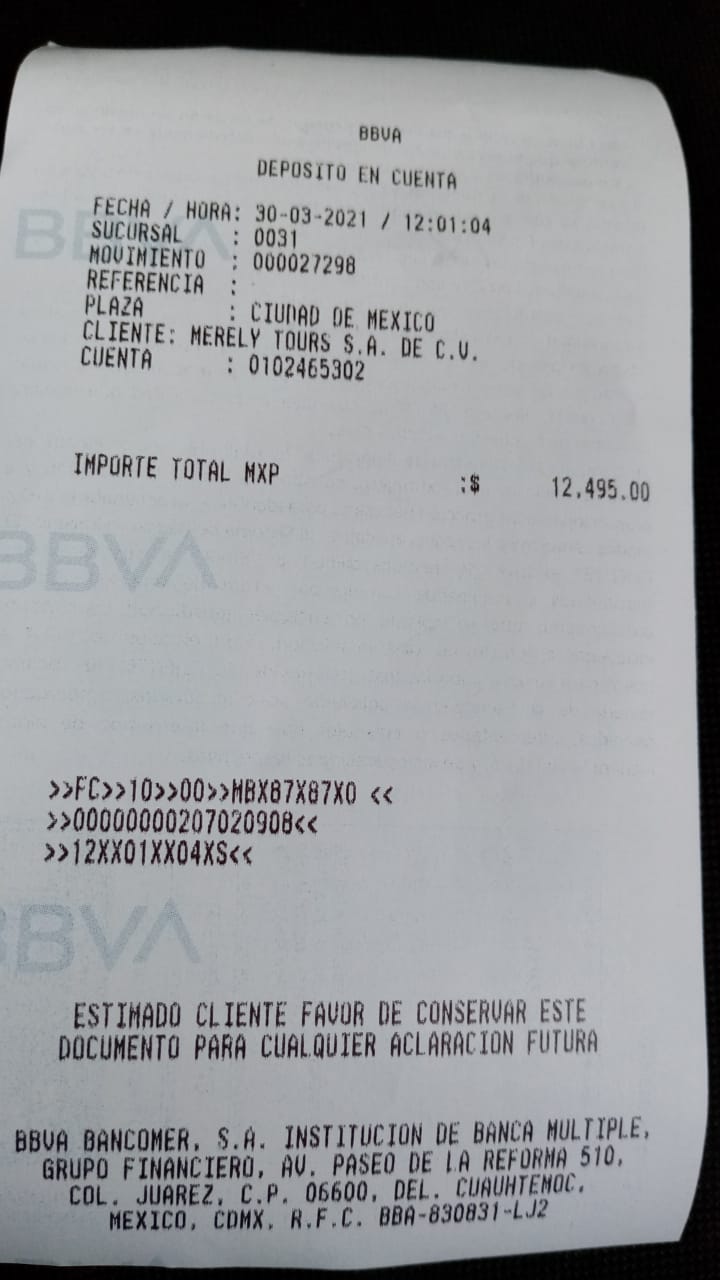 BBVA
DEPOSITO EN CUENTA
FECHA / HORA: 30-03-2021 / 12:01:04
SUCURSAL : 0031
MOVIMIENTO : 000027298
REFERENCIA :
PLAZA : CIUDAD DE MEXICO
CLIENTE: MERELY TOURS S.A. DE C.V.
CUENTA : 0102465302
IMPORTE TOTAL MXP :$ 12,495.00
BBVA
>>FC>>10>>00>>MBX87X87X0 <<
>>00000000207020908<<
>>12XX01XX04XS<<
BBVA
ESTIMADO CLIENTE FAVOR DE CONSERVAR ESTE
DOCUMENTO PARA CUALQUIER ACLARACION FUTURA
BBVA BANCOMER, S.A. INSTITUCION DE BANCA MULTIPLE,
GRUPO FINANCIERO, AV. PASEO DE LA REFORMA 510,
COL. JUAREZ, C.P. 06600, DEL. CUAUHTEMOC,
MEXICO, CDMX, R.F.C. BBA-830831-LJ2